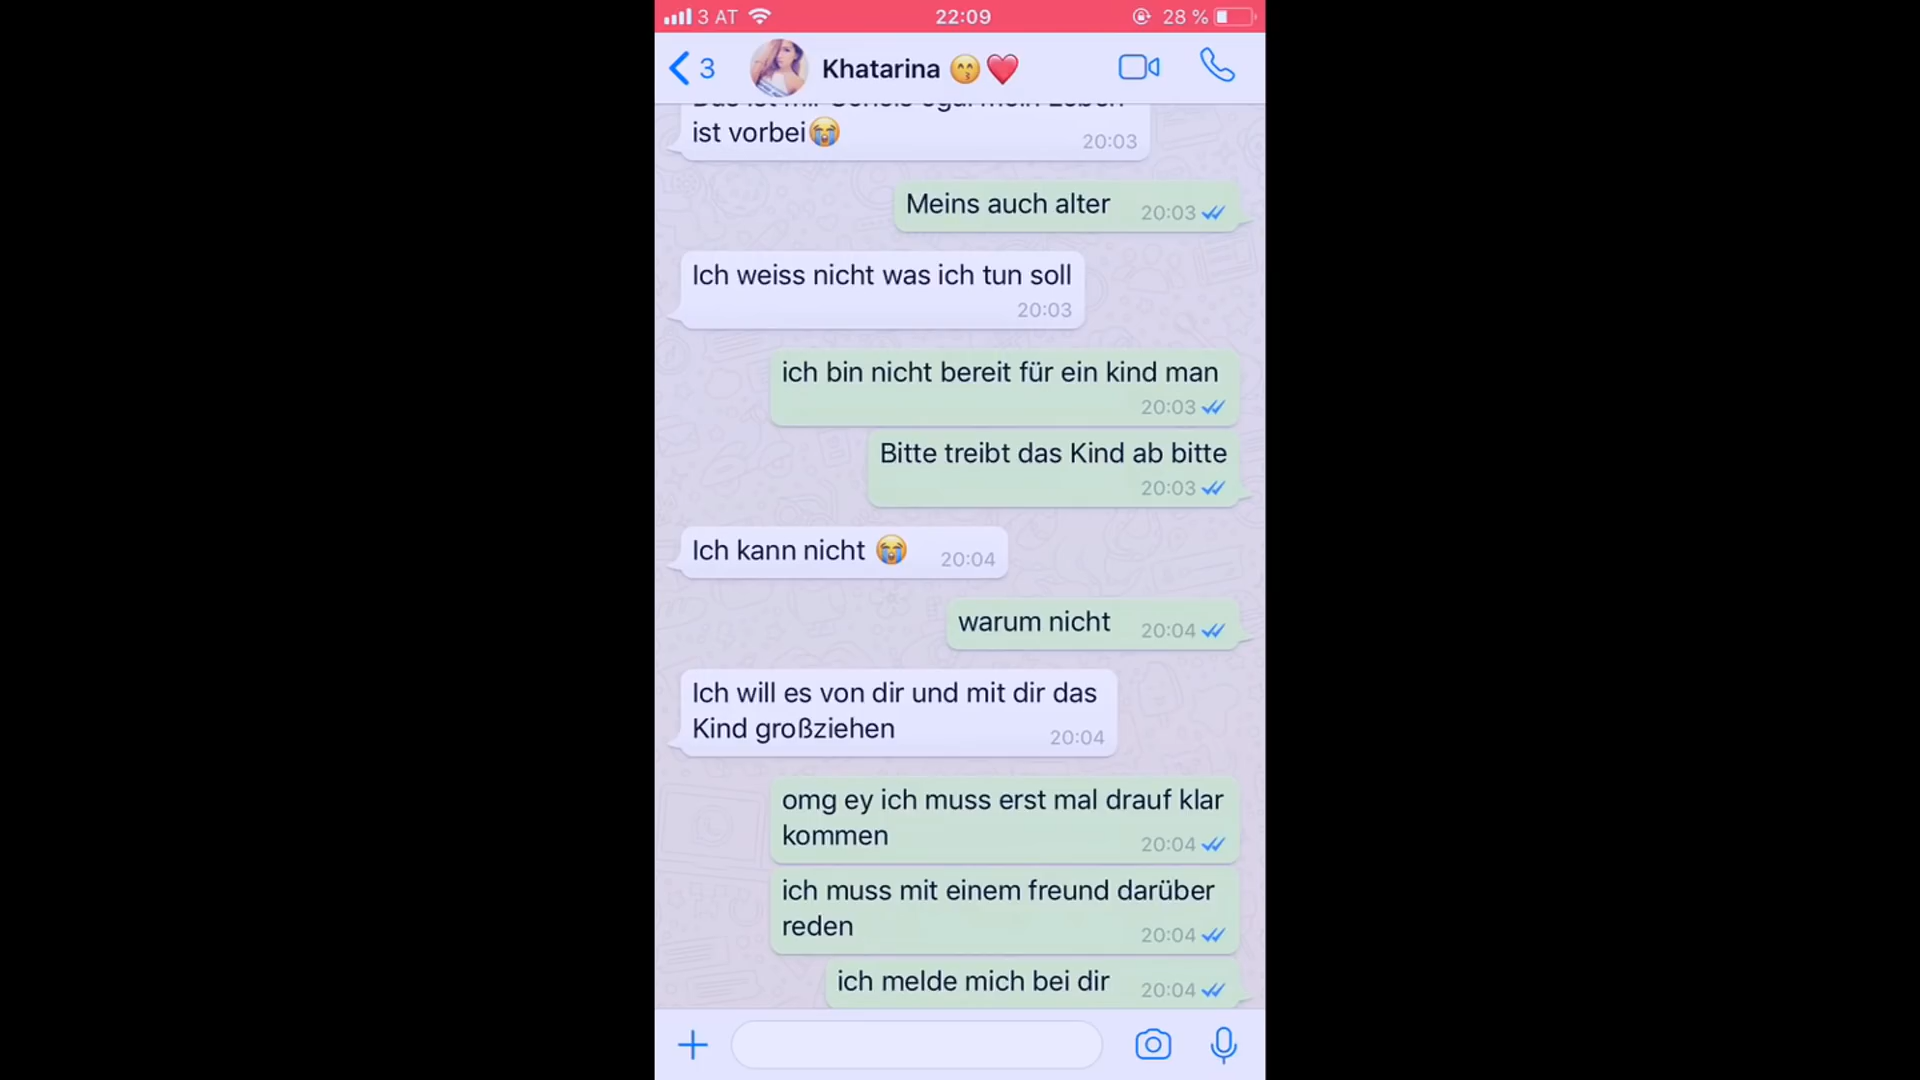 3 AT 22:09 28 %
3 Khatarina 😙❤️
ist vorbei😭 20:03
Meins auch alter 20:03
Ich weiss nicht was ich tun soll
20:03
ich bin nicht bereit für ein kind man
20:03
Bitte treibt das Kind ab bitte
20:03
Ich kann nicht 😭 20:04
warum nicht 20:04
Ich will es von dir und mit dir das
Kind großziehen 20:04
omg ey ich muss erst mal drauf klar
kommen 20:04
ich muss mit einem freund darüber
reden 20:04
ich melde mich bei dir 20:04